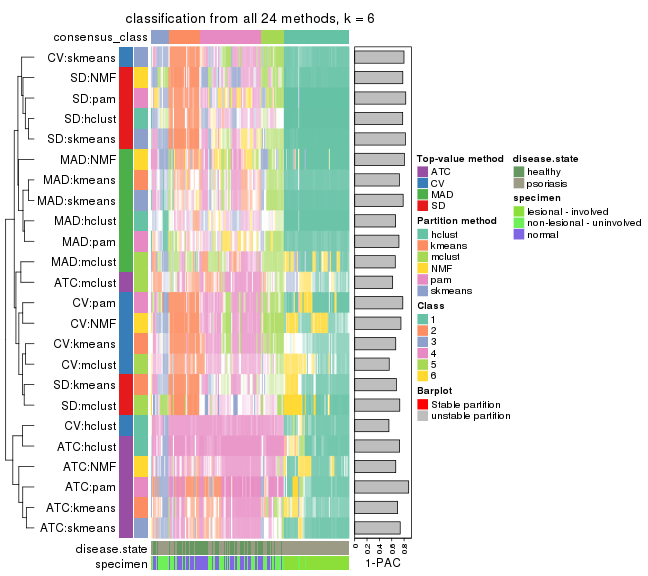 classification from all 24 methods, k = 6
consensus_class
CV:skmeans
SD:NMF
SD:pam
SD:hclust
SD:skmeans
MAD:NMF
MAD:kmeans
MAD:skmeans
MAD:hclust
MAD:pam
MAD:mclust
ATC:mclust
CV:pam
CV:NMF
CV:kmeans
CV:mclust
SD:kmeans
SD:mclust
CV:hclust
ATC:hclust
ATC:NMF
ATC:pam
ATC:kmeans
ATC:skmeans
disease.state
specimen
0 0.2 0.4 0.6 0.8
1-PAC
Top-value method
ATC
CV
MAD
SD
Partition method
hclust
kmeans
mclust
NMF
pam
skmeans
Class
1
2
3
4
5
6
Barplot
Stable partition
unstable partition
disease.state
healthy
psoriasis
specimen
lesional - involved
non-lesional - uninvolved
normal